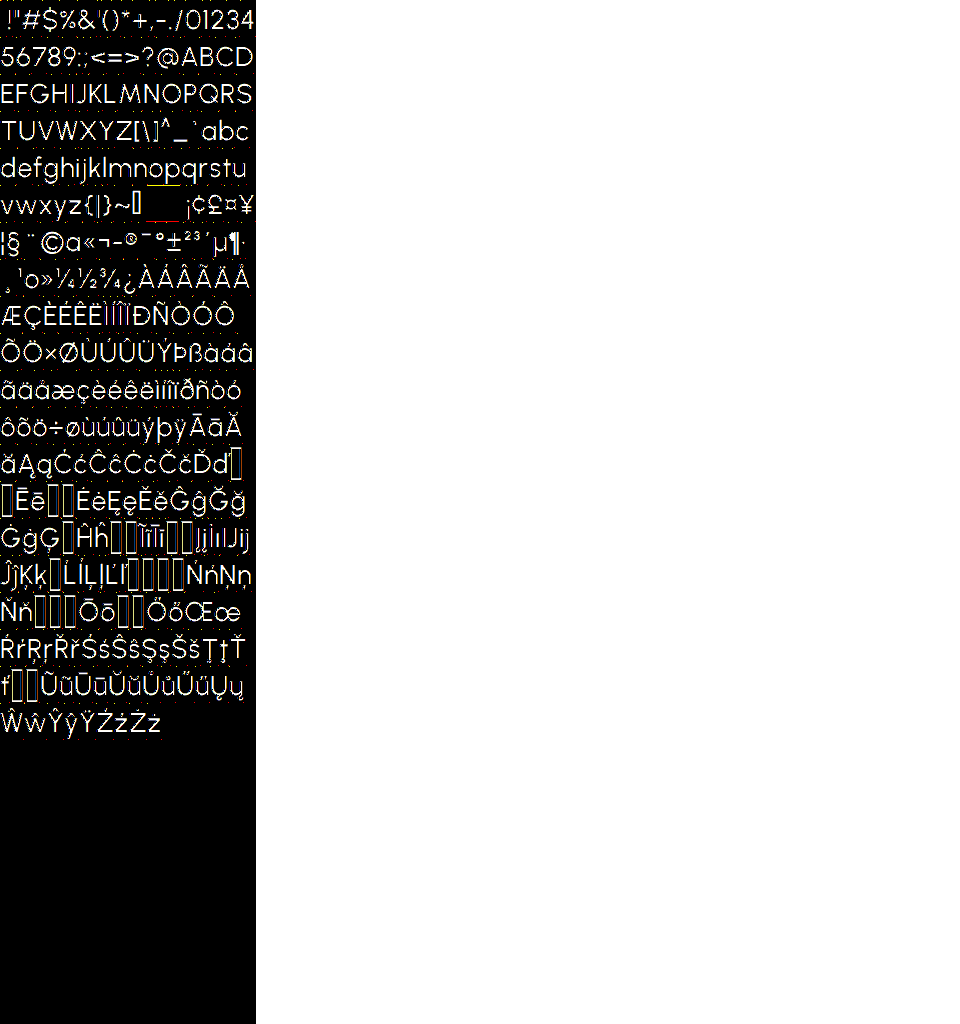 !"#$%&'()*+,-./01234
56789:;<=>?@ABCD
EFGHIJKLMNOPQRS
TUVWXYZ[\]^_`abc
defghijklmnopqrstu
vwxyz{|}~ ¡¢£¤¥
¦§¨©a«¬-®¯°±²³´µ¶·
¸¹o»¼½¾¿ÀÁÂÃÄÅ
ÆÇÈÉÊËÌÍÎÏÐÑÒÓÔ
ÕÖ×ØÙÚÛÜÝÞßàáâ
ãäåæçèéêëìíîïðñòó
ôõö÷øùúûüýþÿĀāĂ
ăĄąĆćĈĉĊċČčĎď
ĒēĖėĘęĚěĜĝĞğ
ĠġĢĤĥĨĩĪīĮįİıĲĳ
ĴĵĶķĹĺĻļĽľŃńŅņ
ŇňŌōŐőŒœ
ŔŕŖŗŘřŚśŜŝŞşŠšŢţŤ
ťŨũŪūŬŭŮůŰűŲų
ŴŵŶŷŸŹźŻż